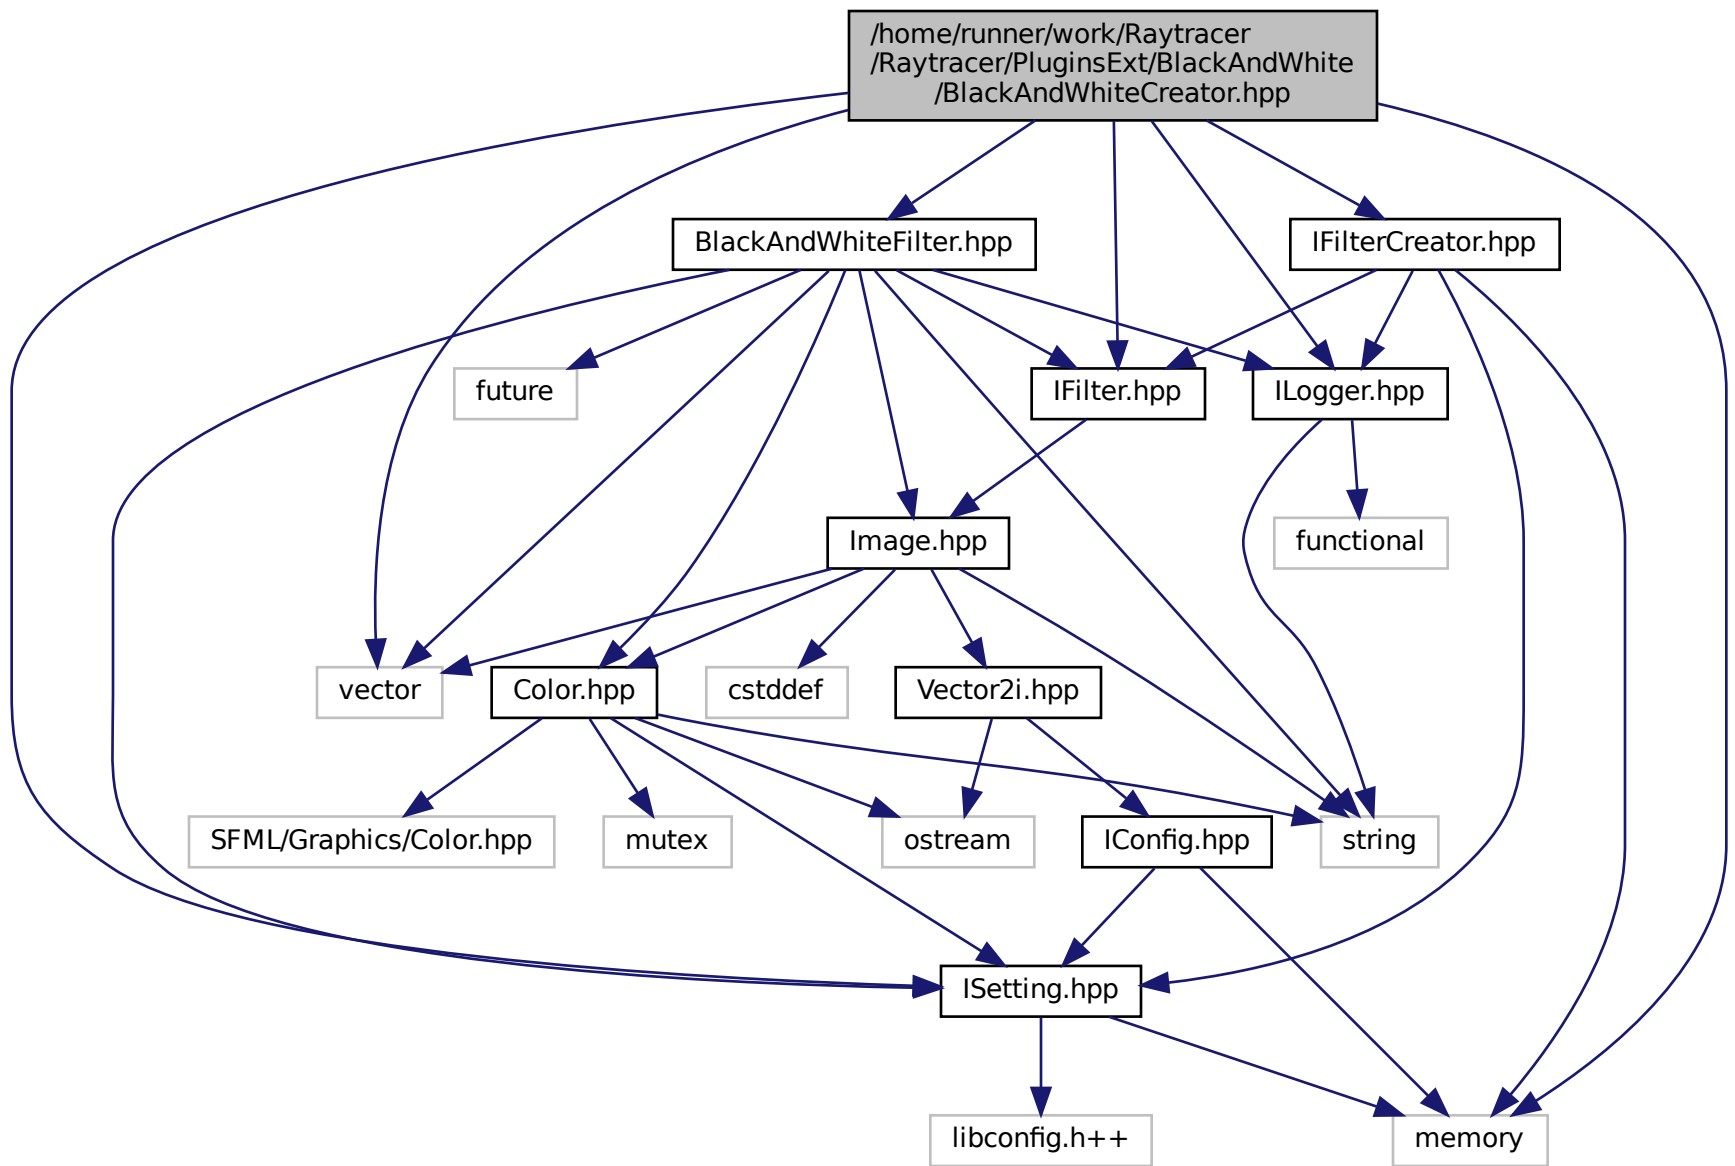 /home/runner/work/Raytracer
/Raytracer/PluginsExt/BlackAndWhite
/BlackAndWhiteCreator.hpp
BlackAndWhiteFilter.hpp
IFilterCreator.hpp
future
IFilter.hpp
ILogger.hpp
Image.hpp
functional
vector
Color.hpp
cstddef
Vector2i.hpp
SFML/Graphics/Color.hpp
mutex
ostream
IConfig.hpp
string
ISetting.hpp
libconfig.h++
memory